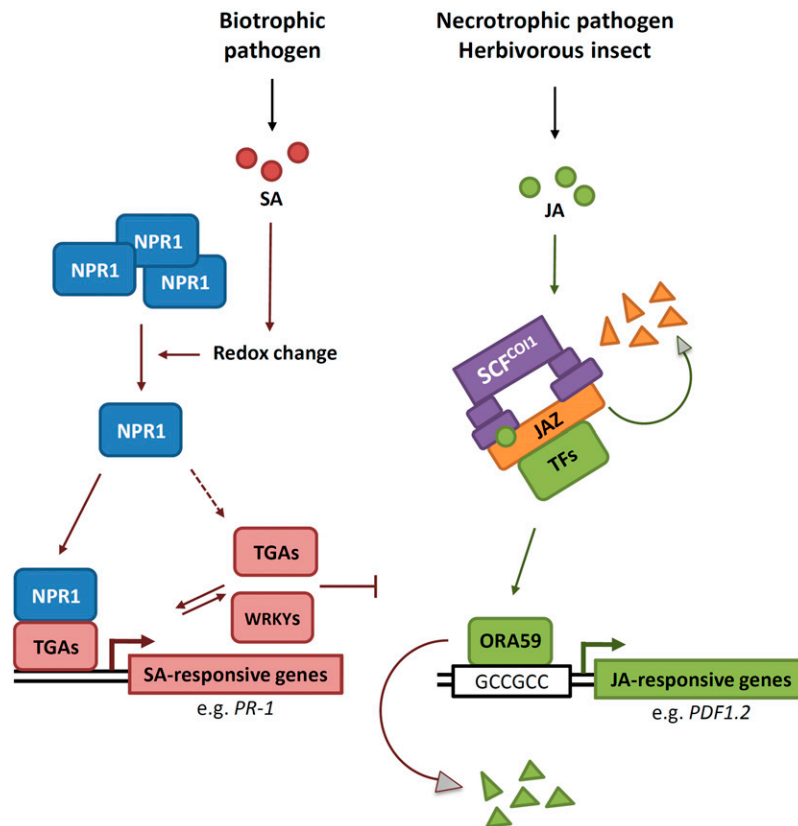 Biotrophic
pathogen
Necrotrophic pathogen
Herbivorous insect
SA
JA
NPR1
NPR1
NPR1
Redox change
SCF^COI1
JAZ
TFs
NPR1
TGAs
WRKYs
NPR1
TGAs
SA-responsive genes
e.g. PR-1
ORA59
GCCGCC
JA-responsive genes
e.g. PDF1.2